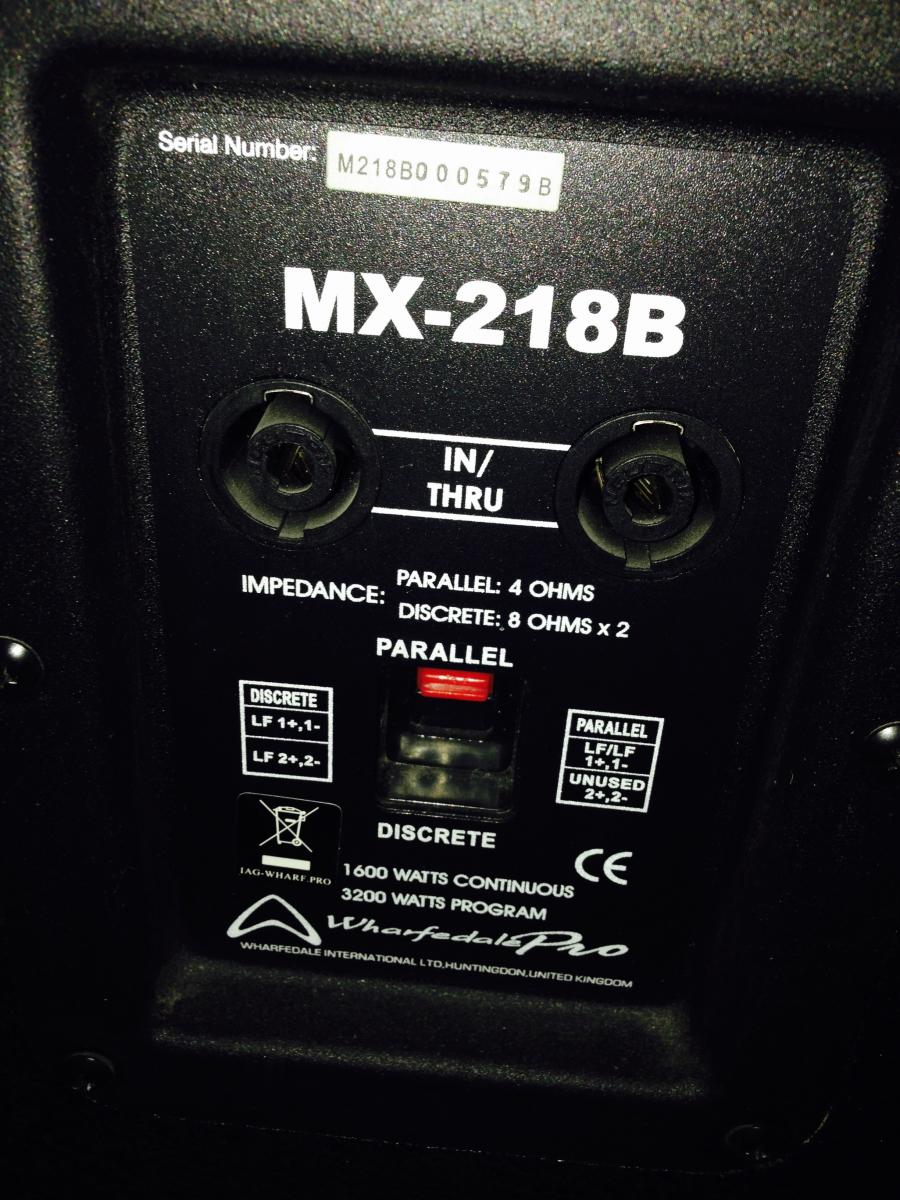 Serial Number: M218B000579B
MX-218B
IN/
THRU
IMPEDANCE: PARALLEL: 4 OHMS
DISCRETE: 8 OHMS x 2
PARALLEL
DISCRETE
LF 1+,1-
LF 2+,2-
PARALLEL
LF/LF
1+,1-
UNUSED
2+,2-
DISCRETE
IAG-WHARF.PRO
CE
1600 WATTS CONTINUOUS
3200 WATTS PROGRAM
Wharfedale Pro
WHARFEDALE INTERNATIONAL LTD,HUNTINGDON,UNITED KINGDOM